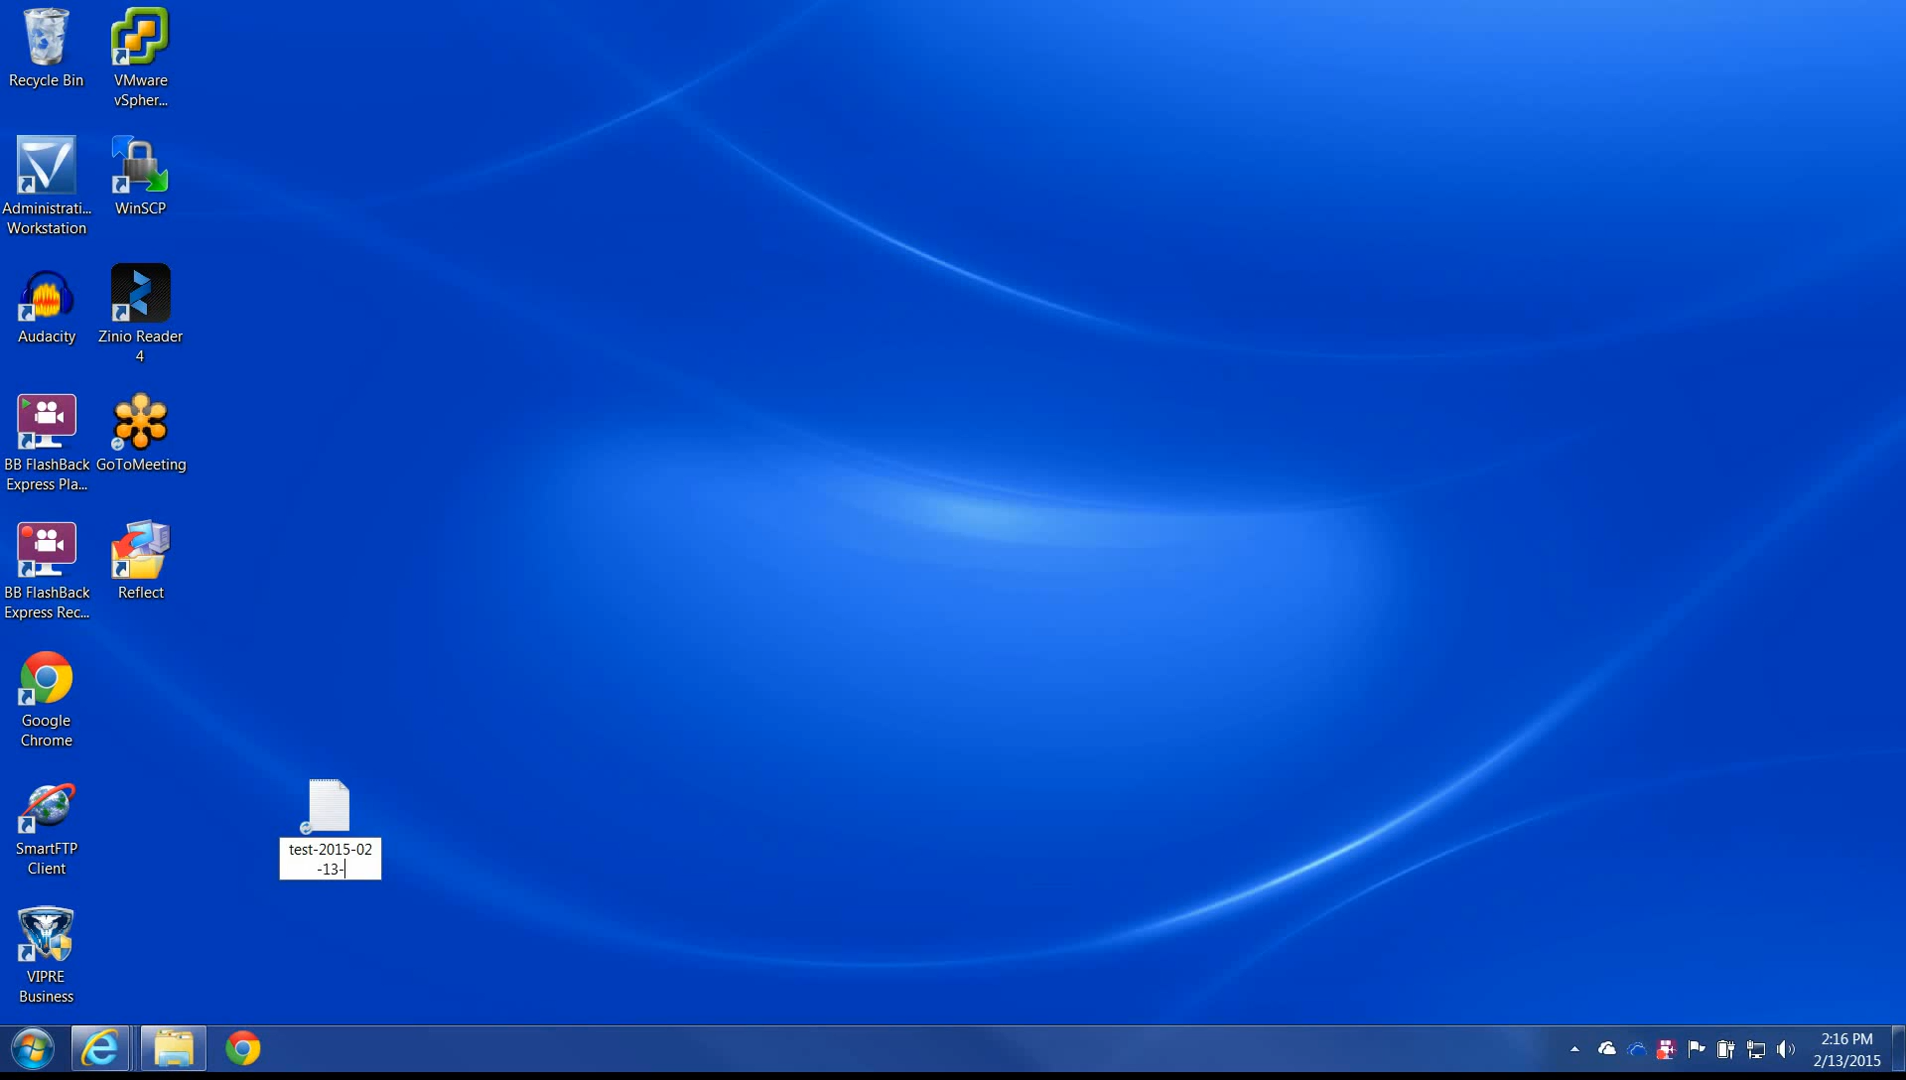 Recycle Bin
VMware
vSpher...
Administrati...
Workstation
WinSCP
Audacity
Zinio Reader
4
BB FlashBack
Express Pla...
GoToMeeting
BB FlashBack
Express Rec...
Reflect
Google
Chrome
SmartFTP
Client
test-2015-02
-13-
VIPRE
Business
2:16 PM
2/13/2015